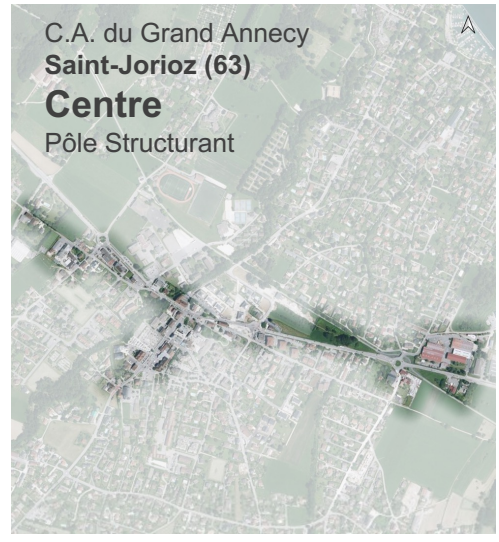 C.A. du Grand Annecy
Saint-Jorioz (63)
Centre
Pôle Structurant